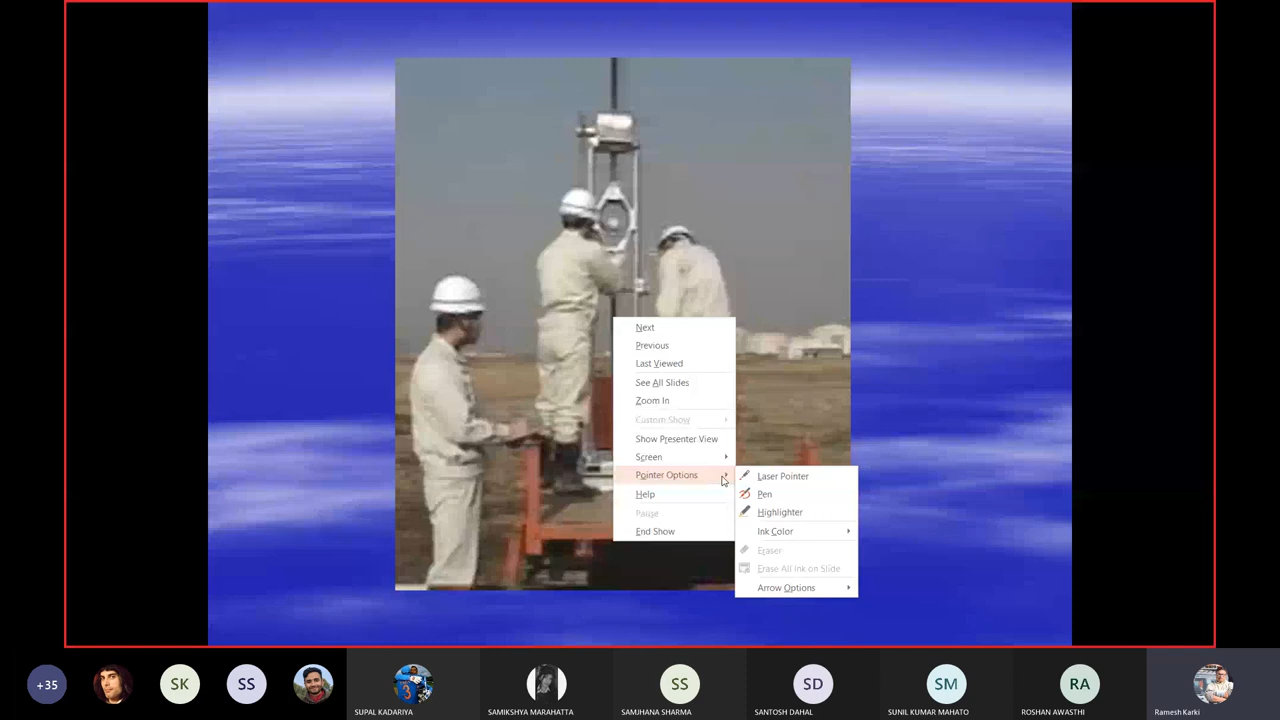 Next
Previous
Last Viewed
See All Slides
Zoom In
Custom Show
Show Presenter View
Screen
Pointer Options
Help
Pause
End Show
Laser Pointer
Pen
Highlighter
Ink Color
Eraser
Erase All Ink on Slide
Arrow Options
+35
SK
SS
SS
SD
SM
RA
SUPAL KADARIYA
SAMIKSHYA MARAHATTA
SAMJHANA SHARMA
SANTOSH DAHAL
SUNIL KUMAR MAHATO
ROSHAN AWASTHI
Ramesh Karki